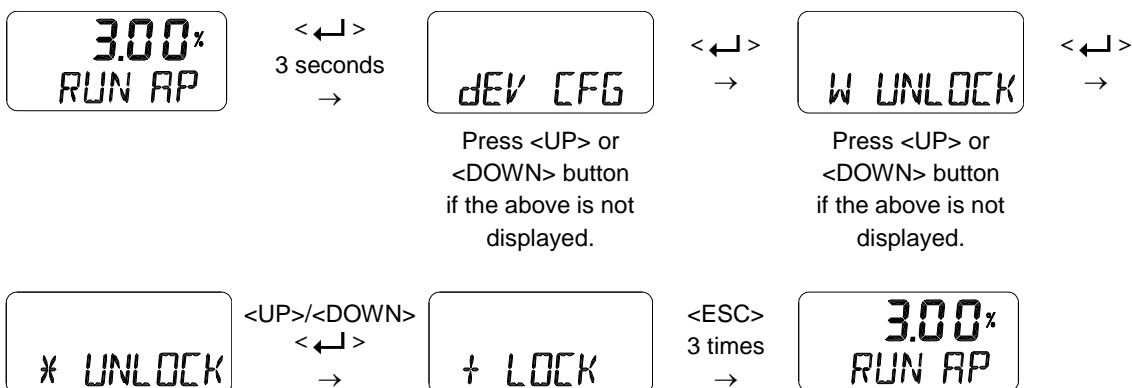 3.00%
RUN AP
< ↵ >
3 seconds
→
dEV CFG
Press <UP> or
<DOWN> button
if the above is not
displayed.
< ↵ >
→
W UNLOCK
Press <UP> or
<DOWN> button
if the above is not
displayed.
< ↵ >
→
* UNLOCK
<UP>/<DOWN>
< ↵ >
→
+ LOCK
<ESC>
3 times
→
3.00%
RUN AP